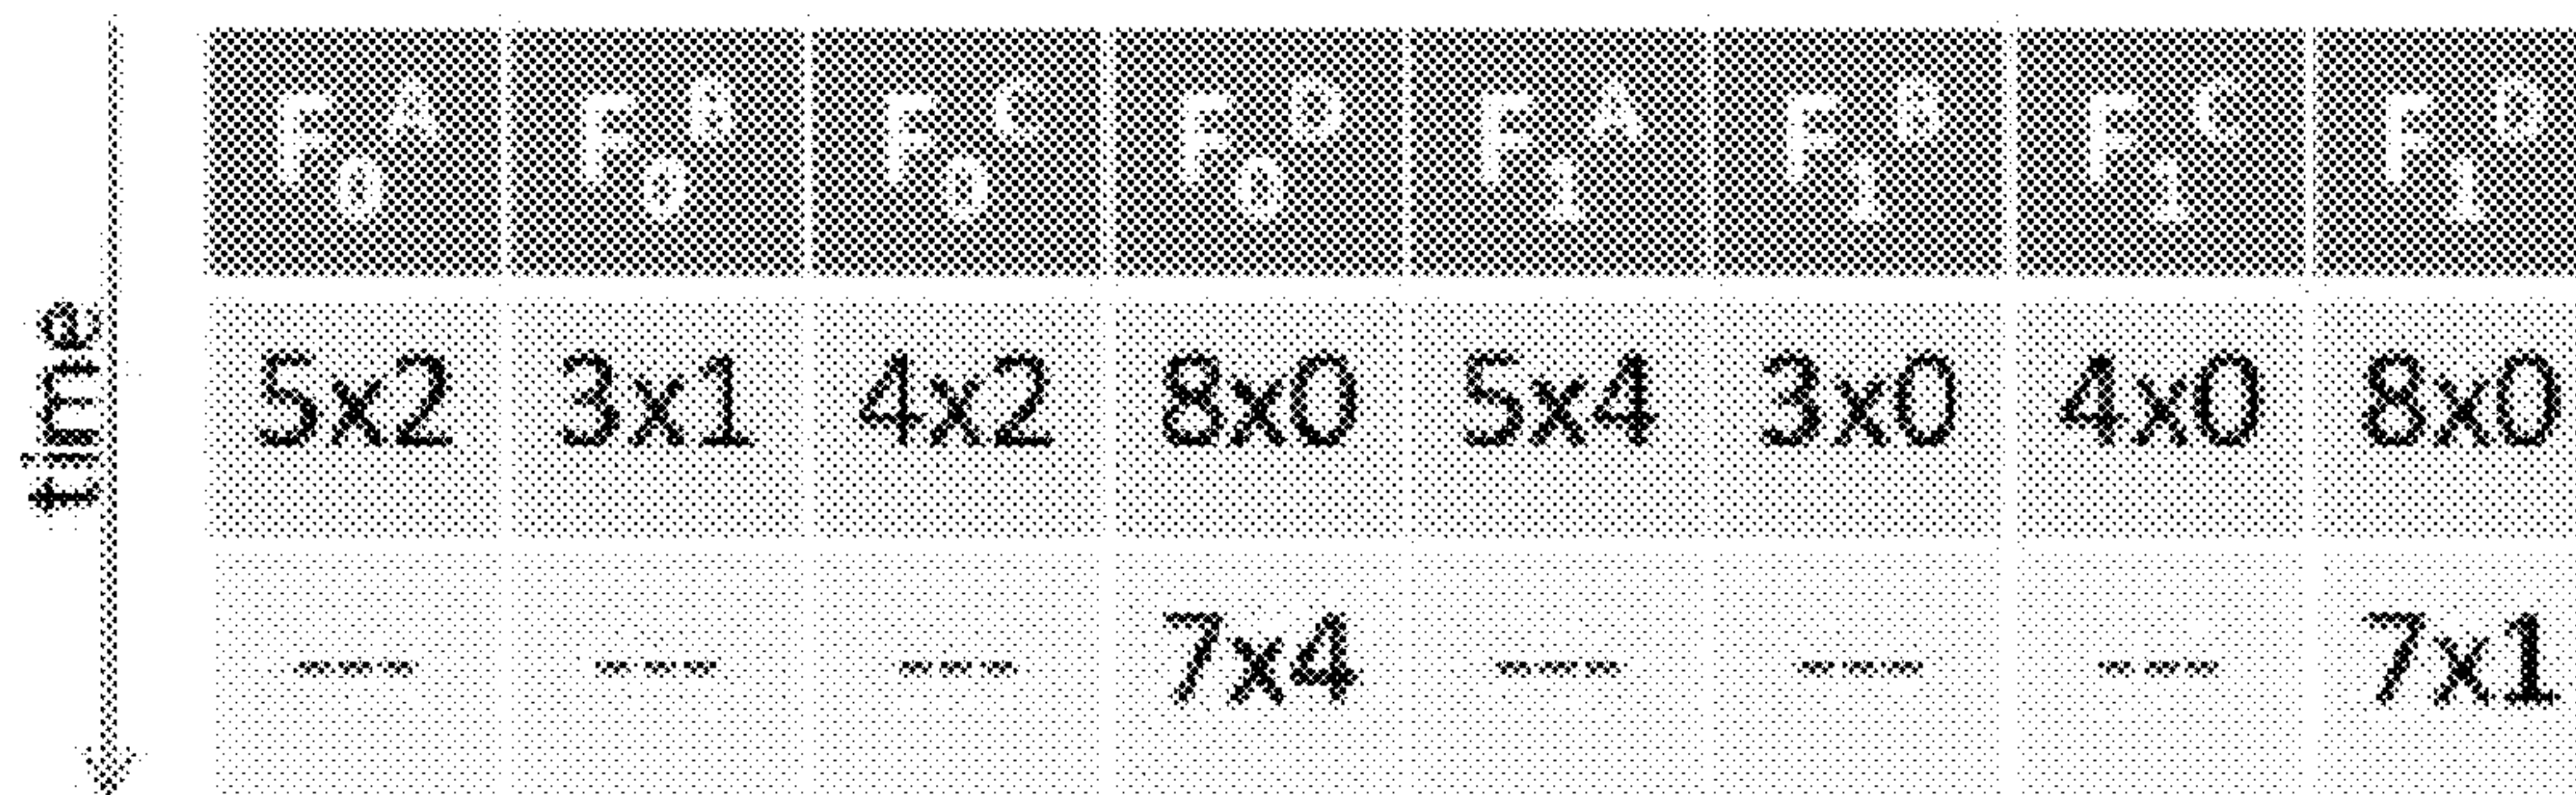 time
F0A F0B F0C F0D F1A F1B F1C F1D
5x2 3x1 4x2 8x0 5x4 3x0 4x0 8x0
--- --- --- 7x4 --- --- --- 7x1